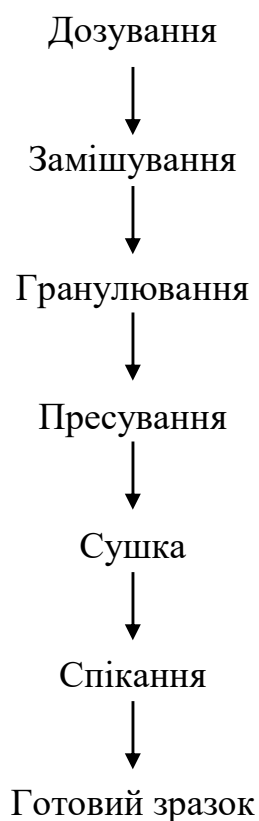 Дозування
Замішування
Гранулювання
Пресування
Сушка
Спікання
Готовий зразок